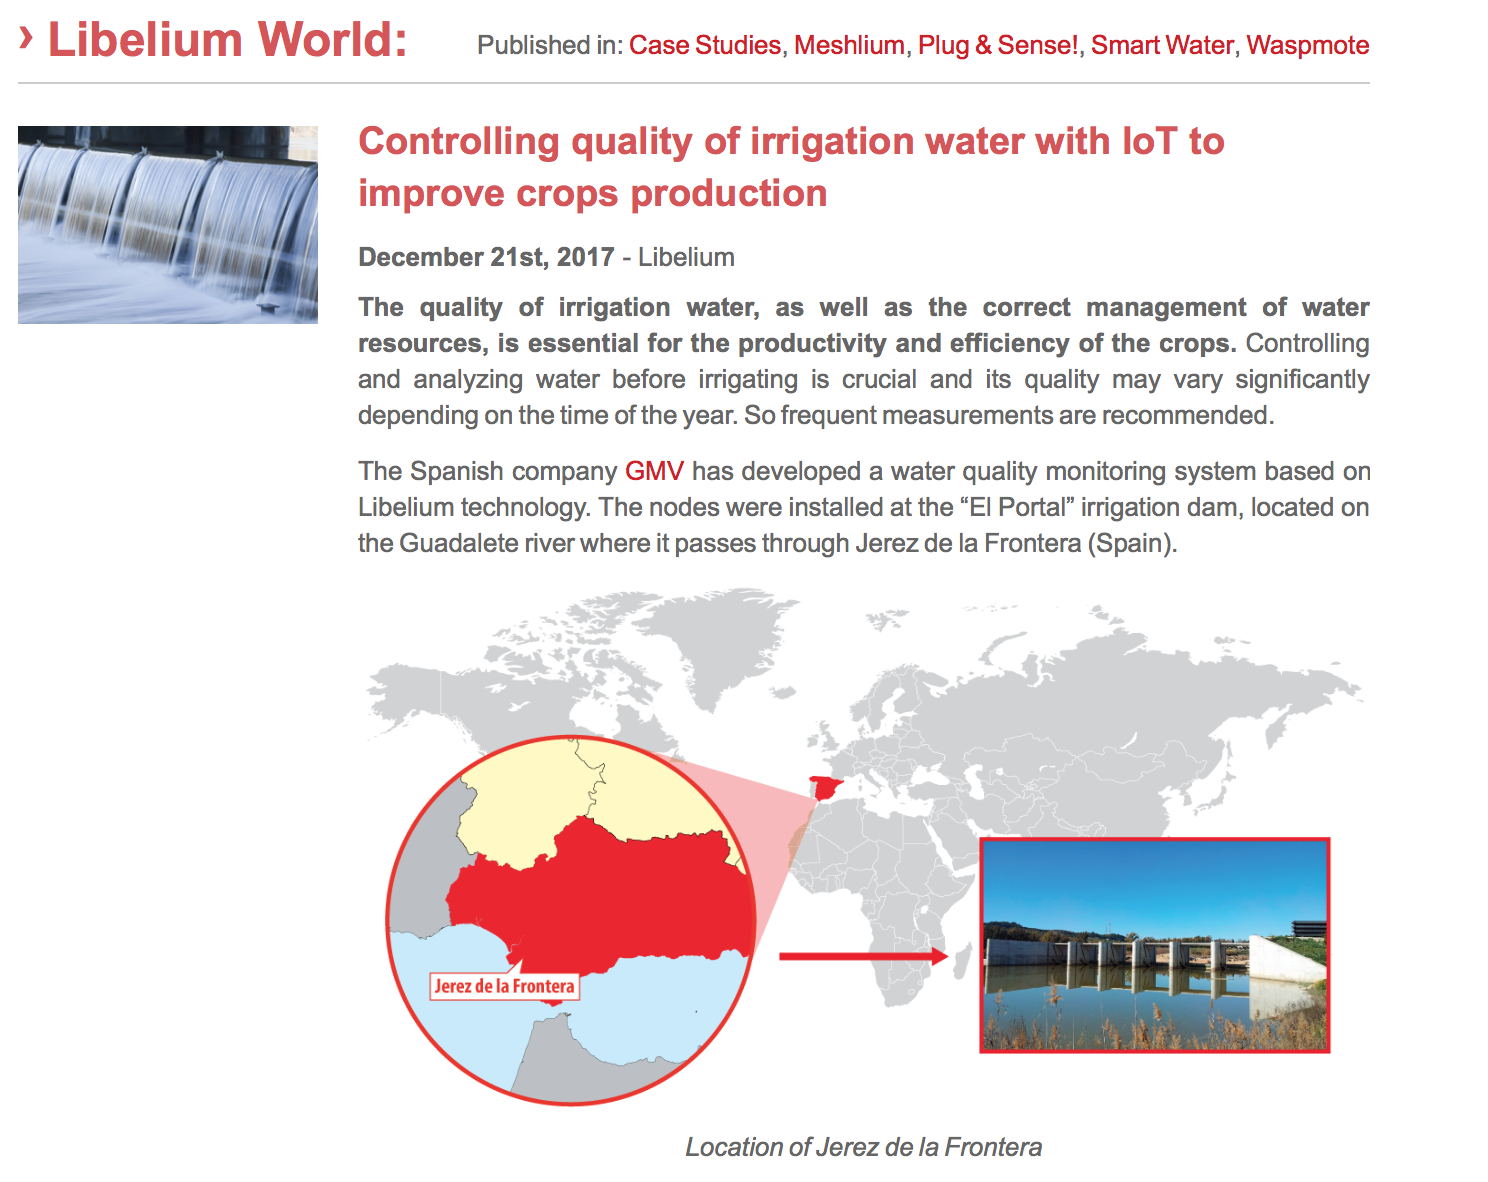 › Libelium World:
Published in: Case Studies, Meshlium, Plug & Sense!, Smart Water, Waspmote
Controlling quality of irrigation water with IoT to
improve crops production
December 21st, 2017 - Libelium
The quality of irrigation water, as well as the correct management of water
resources, is essential for the productivity and efficiency of the crops. Controlling
and analyzing water before irrigating is crucial and its quality may vary significantly
depending on the time of the year. So frequent measurements are recommended.
The Spanish company GMV has developed a water quality monitoring system based on
Libelium technology. The nodes were installed at the “El Portal” irrigation dam, located on
the Guadalete river where it passes through Jerez de la Frontera (Spain).
Jerez de la Frontera
Location of Jerez de la Frontera